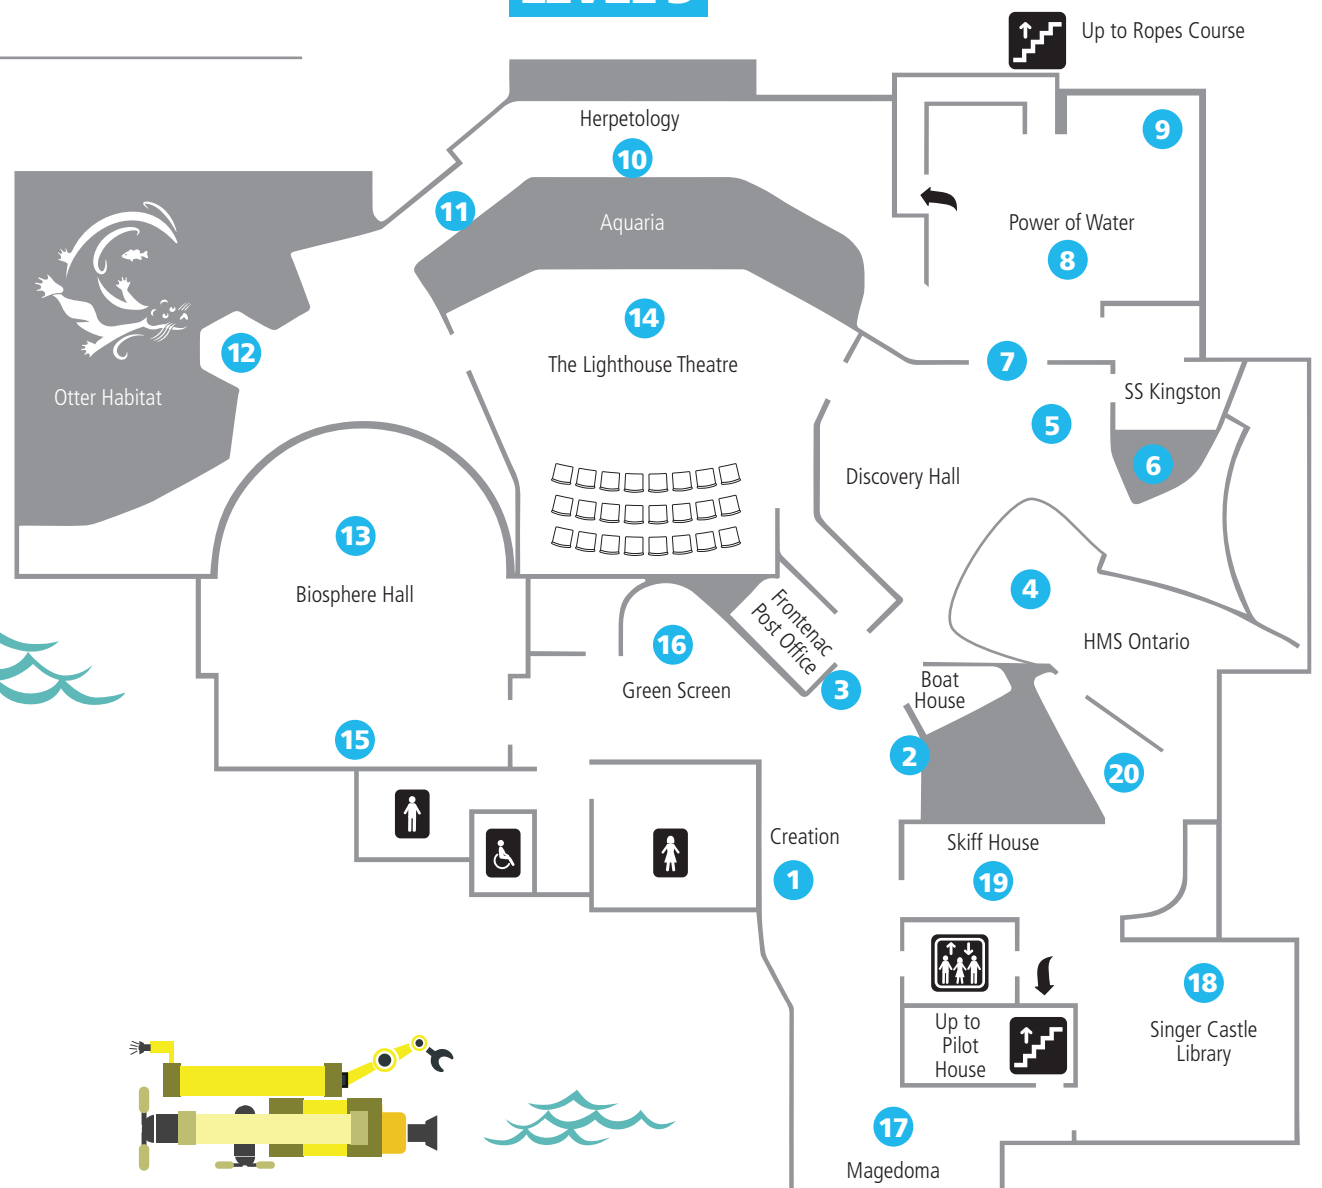 Up to Ropes Course
Herpetology
10
9
11
Aquaria
Power of Water
8
14
12
The Lighthouse Theatre
7
Otter Habitat
SS Kingston
5
6
Discovery Hall
13
Biosphere Hall
4
Frontenac
Post Office
16
HMS Ontario
Green Screen
3
Boat
House
15
2
20
Creation
1
Skiff House
19
18
Up to
Pilot
House
Singer Castle
Library
17
Magedoma